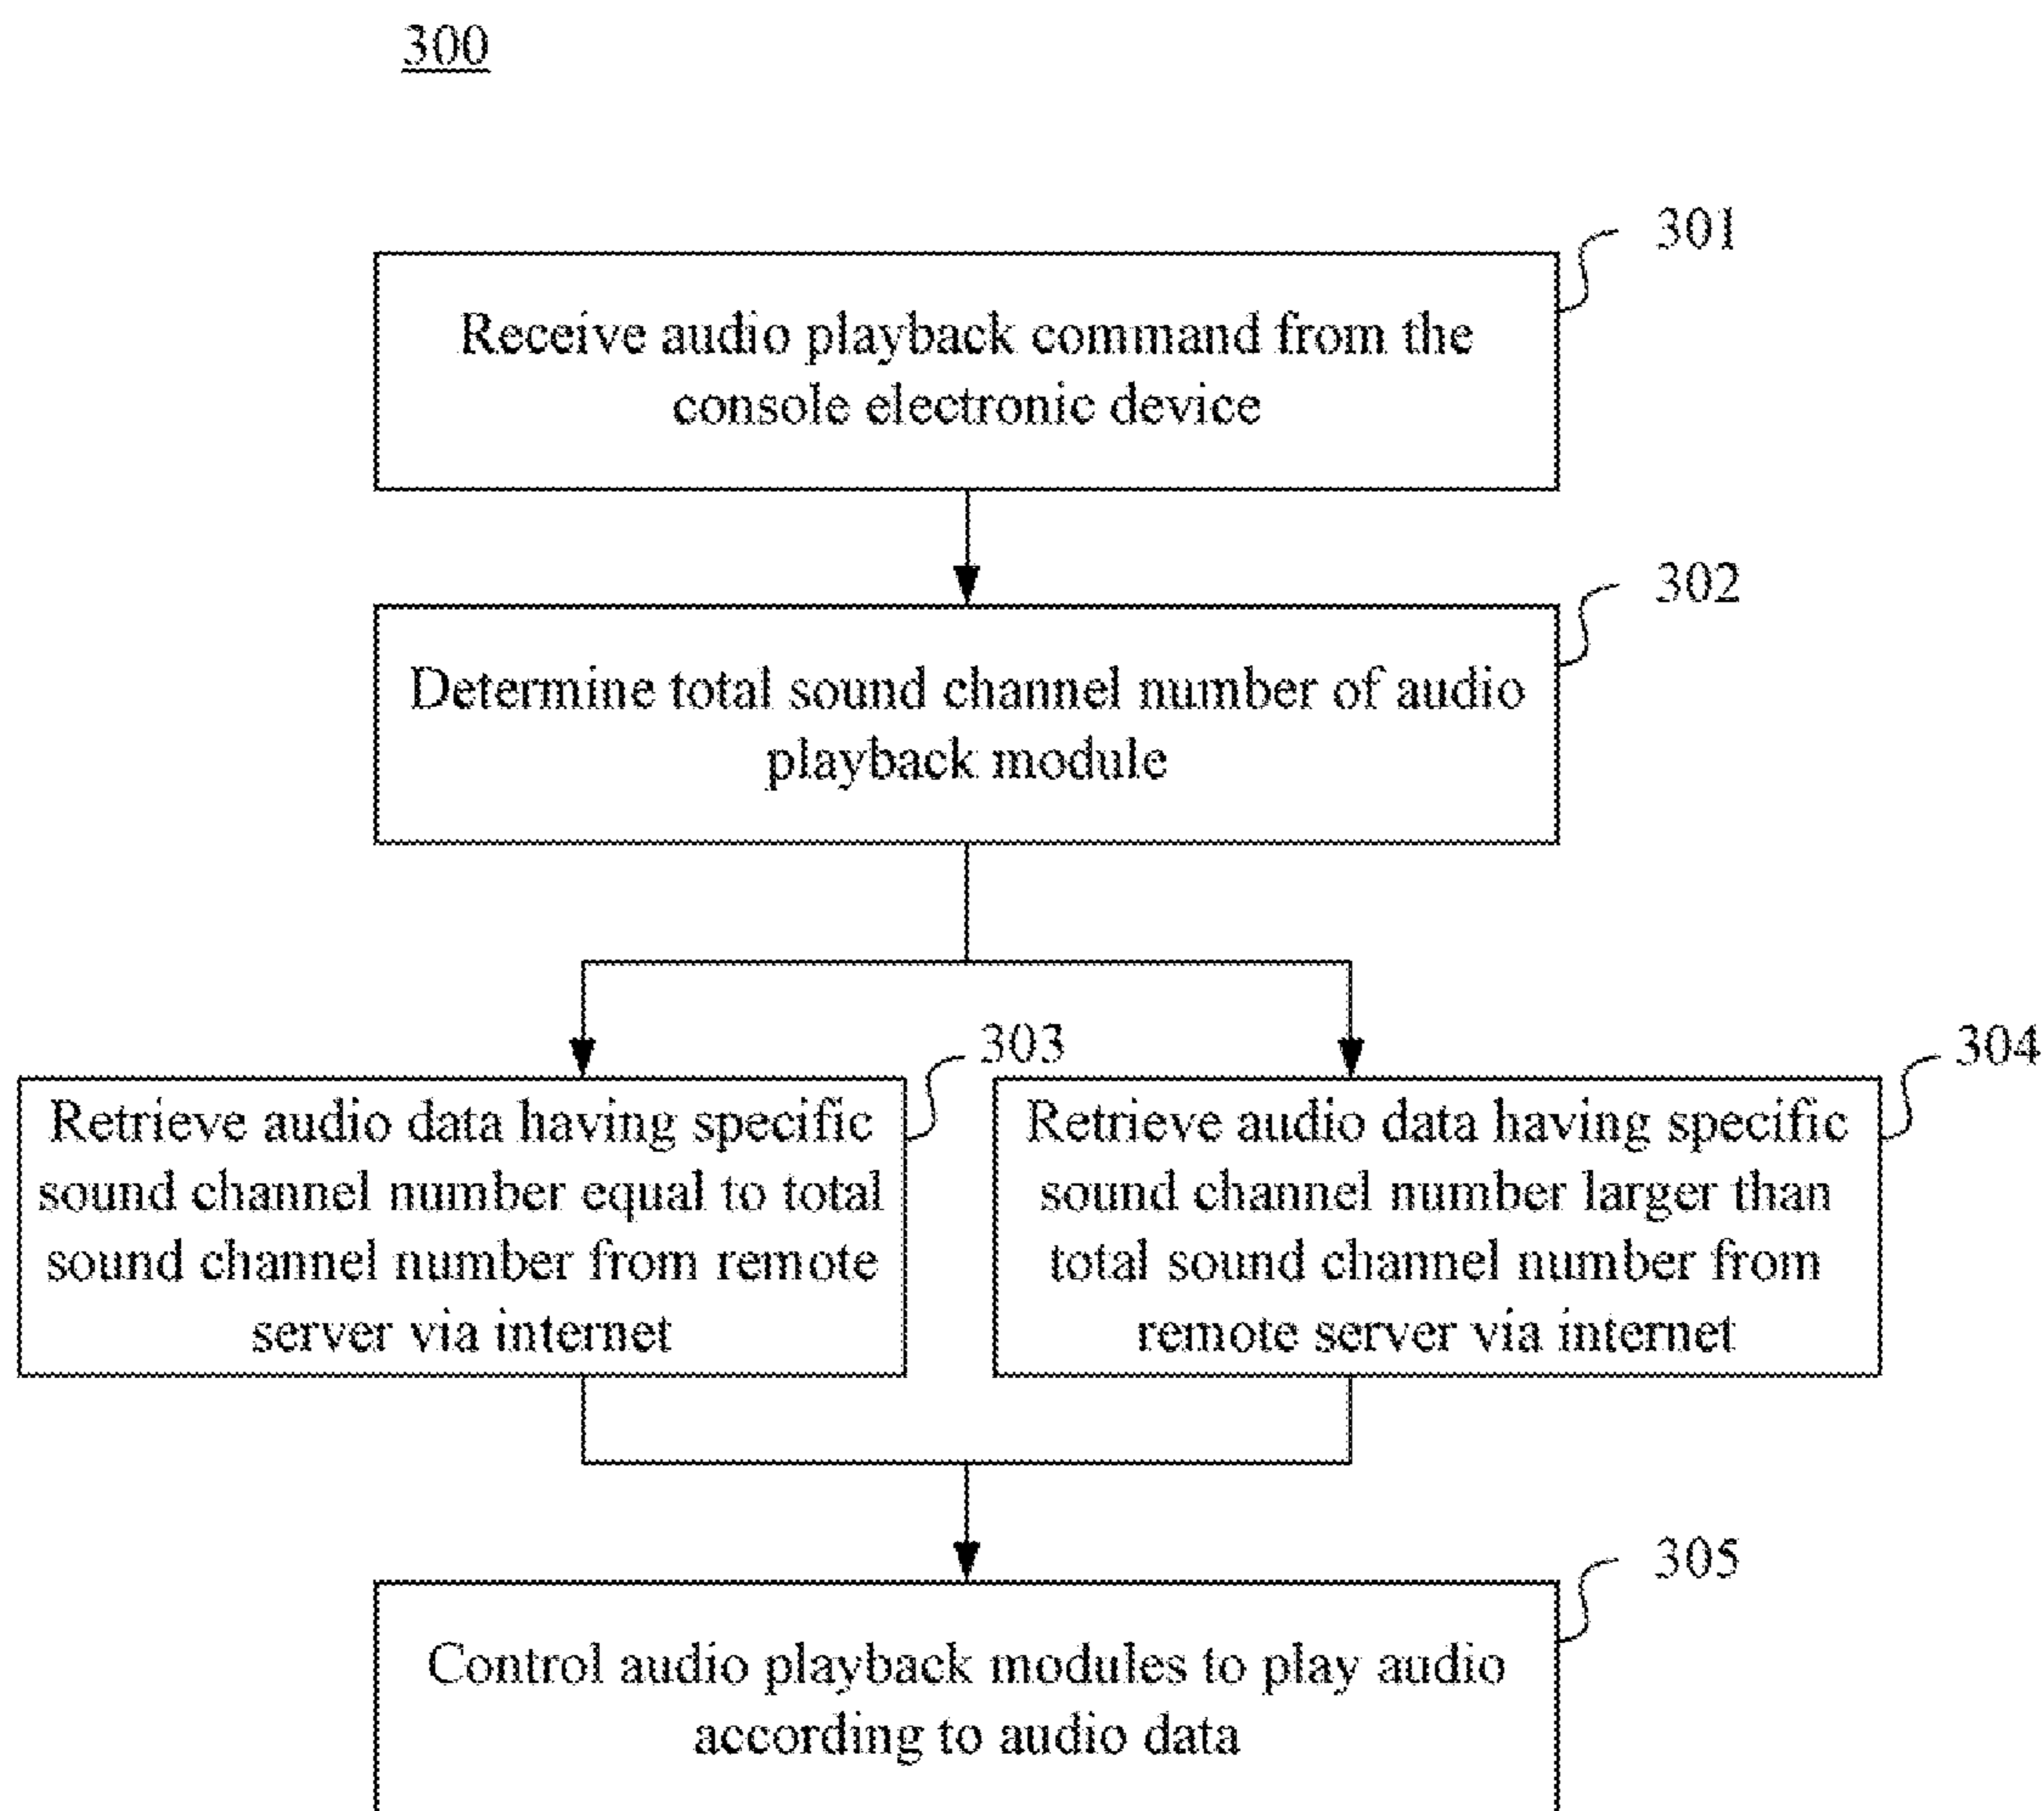 300
301
Receive audio playback command from the
console electronic device
302
Determine total sound channel number of audio
playback module
303
Retrieve audio data having specific
sound channel number equal to total
sound channel number from remote
server via internet
304
Retrieve audio data having specific
sound channel number larger than
total sound channel number from
remote server via internet
305
Control audio playback modules to play audio
according to audio data